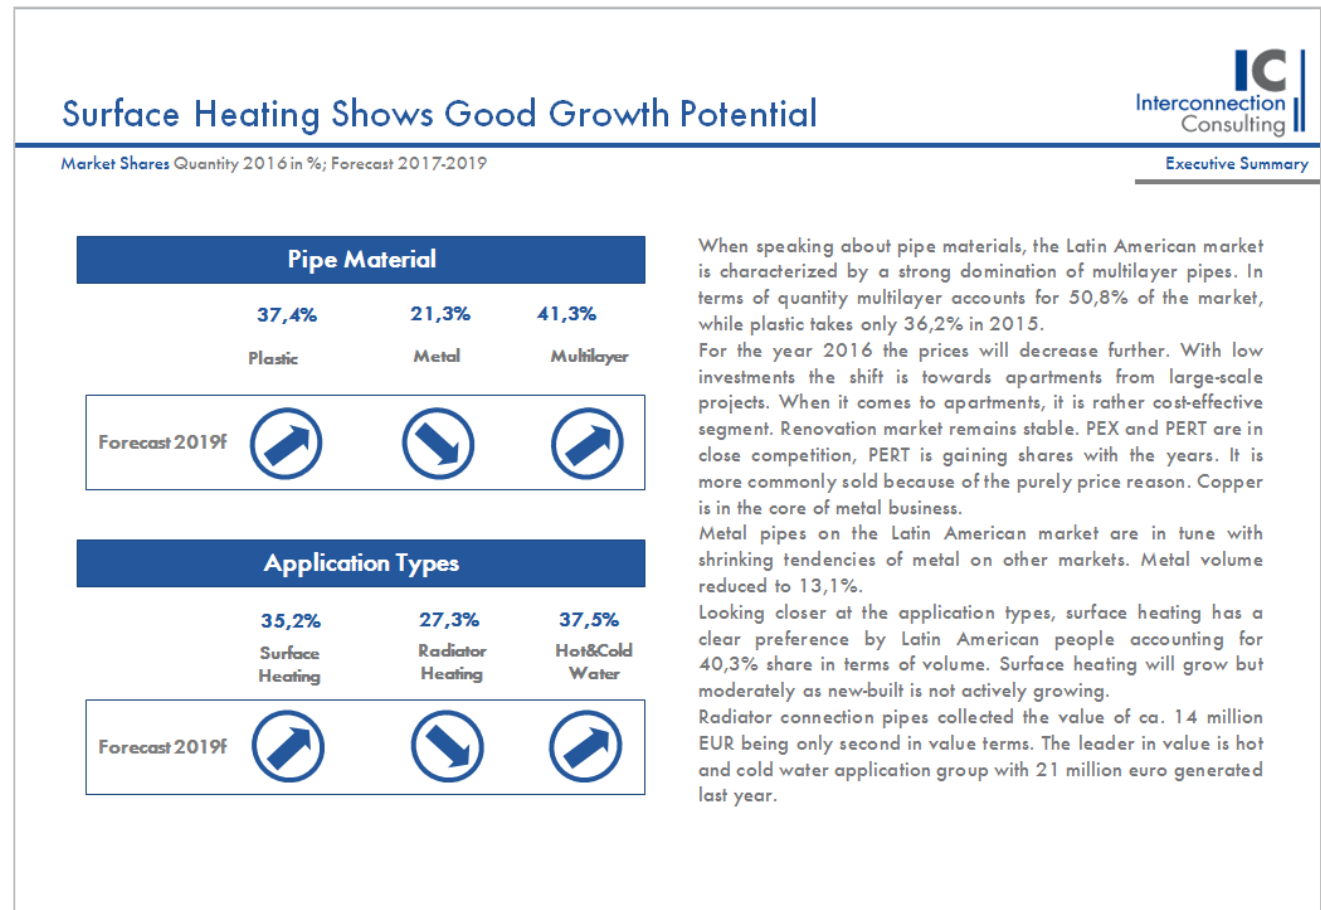 IC
Interconnection
Consulting
Surface Heating Shows Good Growth Potential
Market Shares Quantity 2016 in %; Forecast 2017-2019
Executive Summary
Pipe Material
37,4% 21,3% 41,3%
Plastic Metal Multilayer
Forecast 2019f
Application Types
35,2% 27,3% 37,5%
Surface Radiator Hot&Cold
Heating Heating Water
Forecast 2019f
When speaking about pipe materials, the Latin American market
is characterized by a strong domination of multilayer pipes. In
terms of quantity multilayer accounts for 50,8% of the market,
while plastic takes only 36,2% in 2015.
For the year 2016 the prices will decrease further. With low
investments the shift is towards apartments from large-scale
projects. When it comes to apartments, it is rather cost-effective
segment. Renovation market remains stable. PEX and PERT are in
close competition, PERT is gaining shares with the years. It is
more commonly sold because of the purely price reason. Copper
is in the core of metal business.
Metal pipes on the Latin American market are in tune with
shrinking tendencies of metal on other markets. Metal volume
reduced to 13,1%.
Looking closer at the application types, surface heating has a
clear preference by Latin American people accounting for
40,3% share in terms of volume. Surface heating will grow but
moderately as new-built is not actively growing.
Radiator connection pipes collected the value of ca. 14 million
EUR being only second in value terms. The leader in value is hot
and cold water application group with 21 million euro generated
last year.